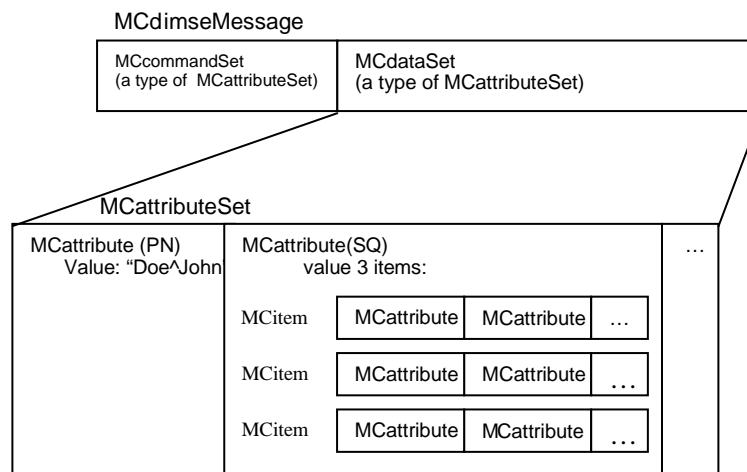 MCdimseMessage
MCcommandSet
(a type of MCattributeSet)
MCdataSet
(a type of MCattributeSet)
MCattributeSet
MCattribute (PN)
Value: “Doe^John
MCattribute(SQ)
value 3 items:
...
MCitem MCattribute MCattribute ...
MCitem MCattribute MCattribute ...
MCitem MCattribute MCattribute ...